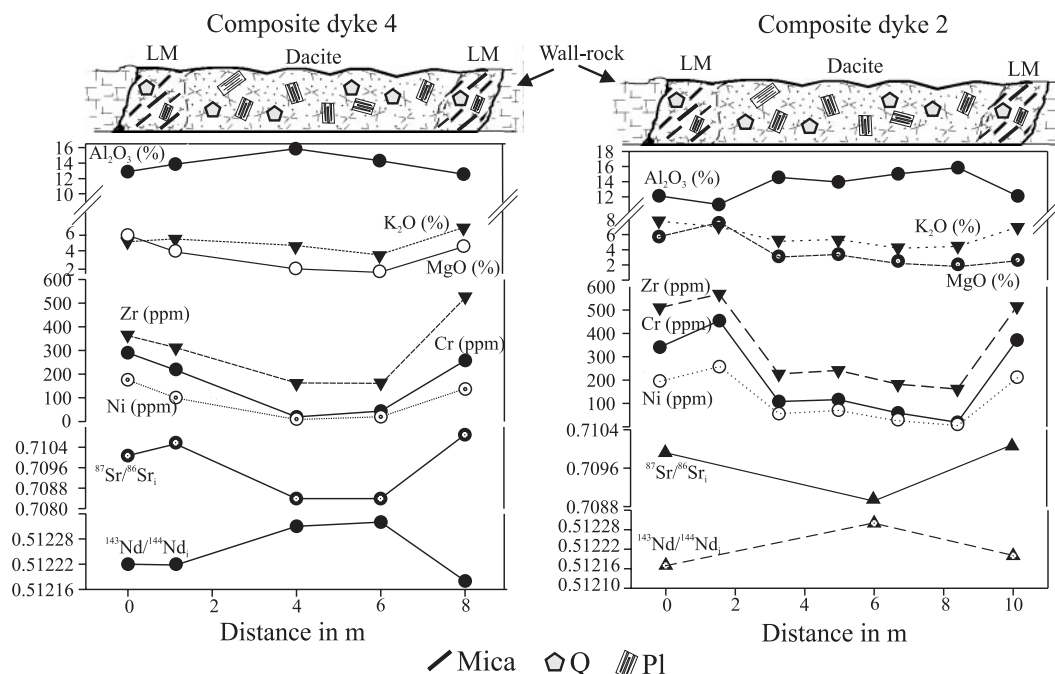 Composite dyke 4
Composite dyke 2
LM
Dacite
LM
Wall-rock
LM
Dacite
LM
Al₂O₃ (%)
16
14
12
10
K₂O (%)
6
4
2
MgO (%)
600
500
400
300
200
100
0
Zr (ppm)
Cr (ppm)
Ni (ppm)
0.7104
0.7096
0.7088
0.7080
⁸⁷Sr/⁸⁶Srᵢ
0.51228
0.51222
0.51216
¹⁴³Nd/¹⁴⁴Ndᵢ
0 2 4 6 8
Distance in m
18
16
14
12
Al₂O₃ (%)
8
6
4
2
K₂O (%)
MgO (%)
600
500
400
300
200
100
Zr (ppm)
Cr (ppm)
Ni (ppm)
0.7104
0.7096
0.7088
⁸⁷Sr/⁸⁶Srᵢ
0.51228
0.51222
0.51216
0.51210
¹⁴³Nd/¹⁴⁴Ndᵢ
0 2 4 6 8 10
Distance in m
Mica Q Pl